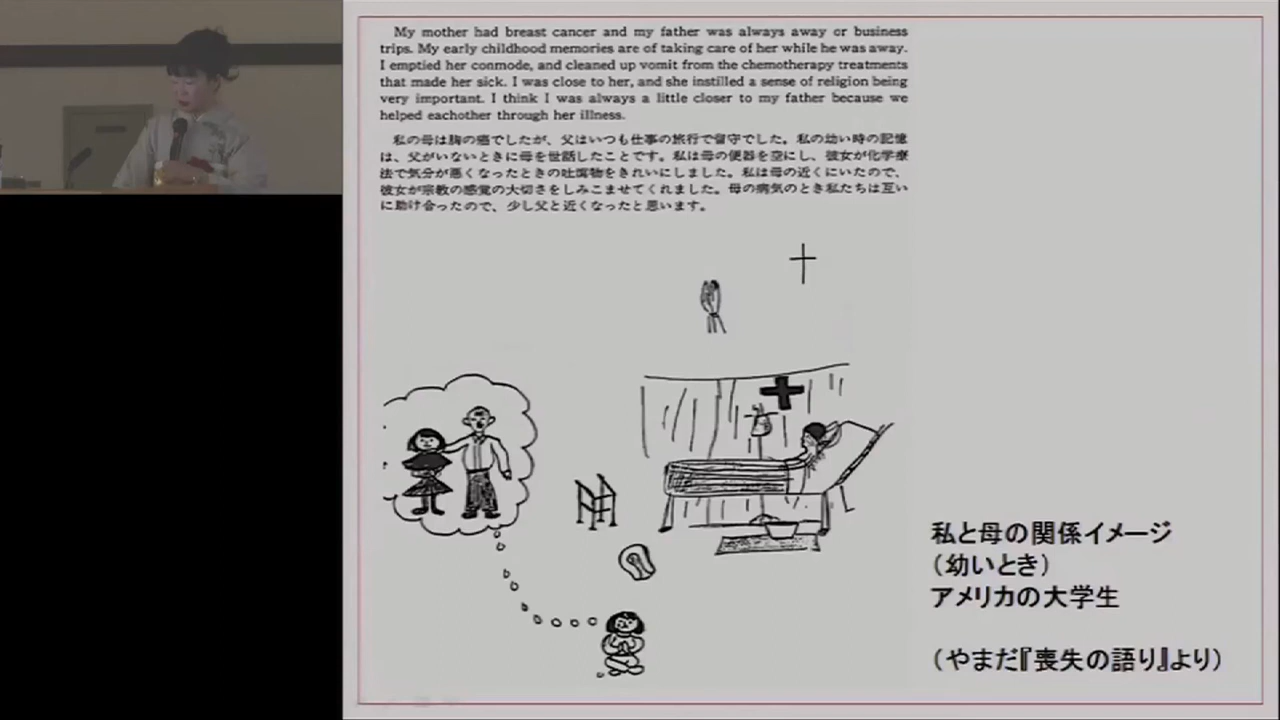 My mother had breast cancer and my father was always away or business
trips. My early childhood memories are of taking care of her while he was away.
I emptied her conmode, and cleaned up vomit from the chemotherapy treatments
that made her sick. I was close to her, and she instilled a sense of religion being
very important. I think I was always a little closer to my father because we
helped eachother through her illness.
私の母は胸の癌でしたが、父はいつも仕事の旅行で留守でした。私の幼い時の記憶
は、父がいないときに母を世話したことです。私は母の便器を空にし、彼女が化学療
法で気分が悪くなったときの吐瀉物をきれいにしました。私は母の近くにいたので、
彼女が宗教の感覚の大切さをしみこませてくれました。母の病気のとき私たちは互い
に助け合ったので、少し父と近くなったと思います。
私と母の関係イメージ
（幼いとき）
アメリカの大学生
（やまだ『喪失の語り』より）